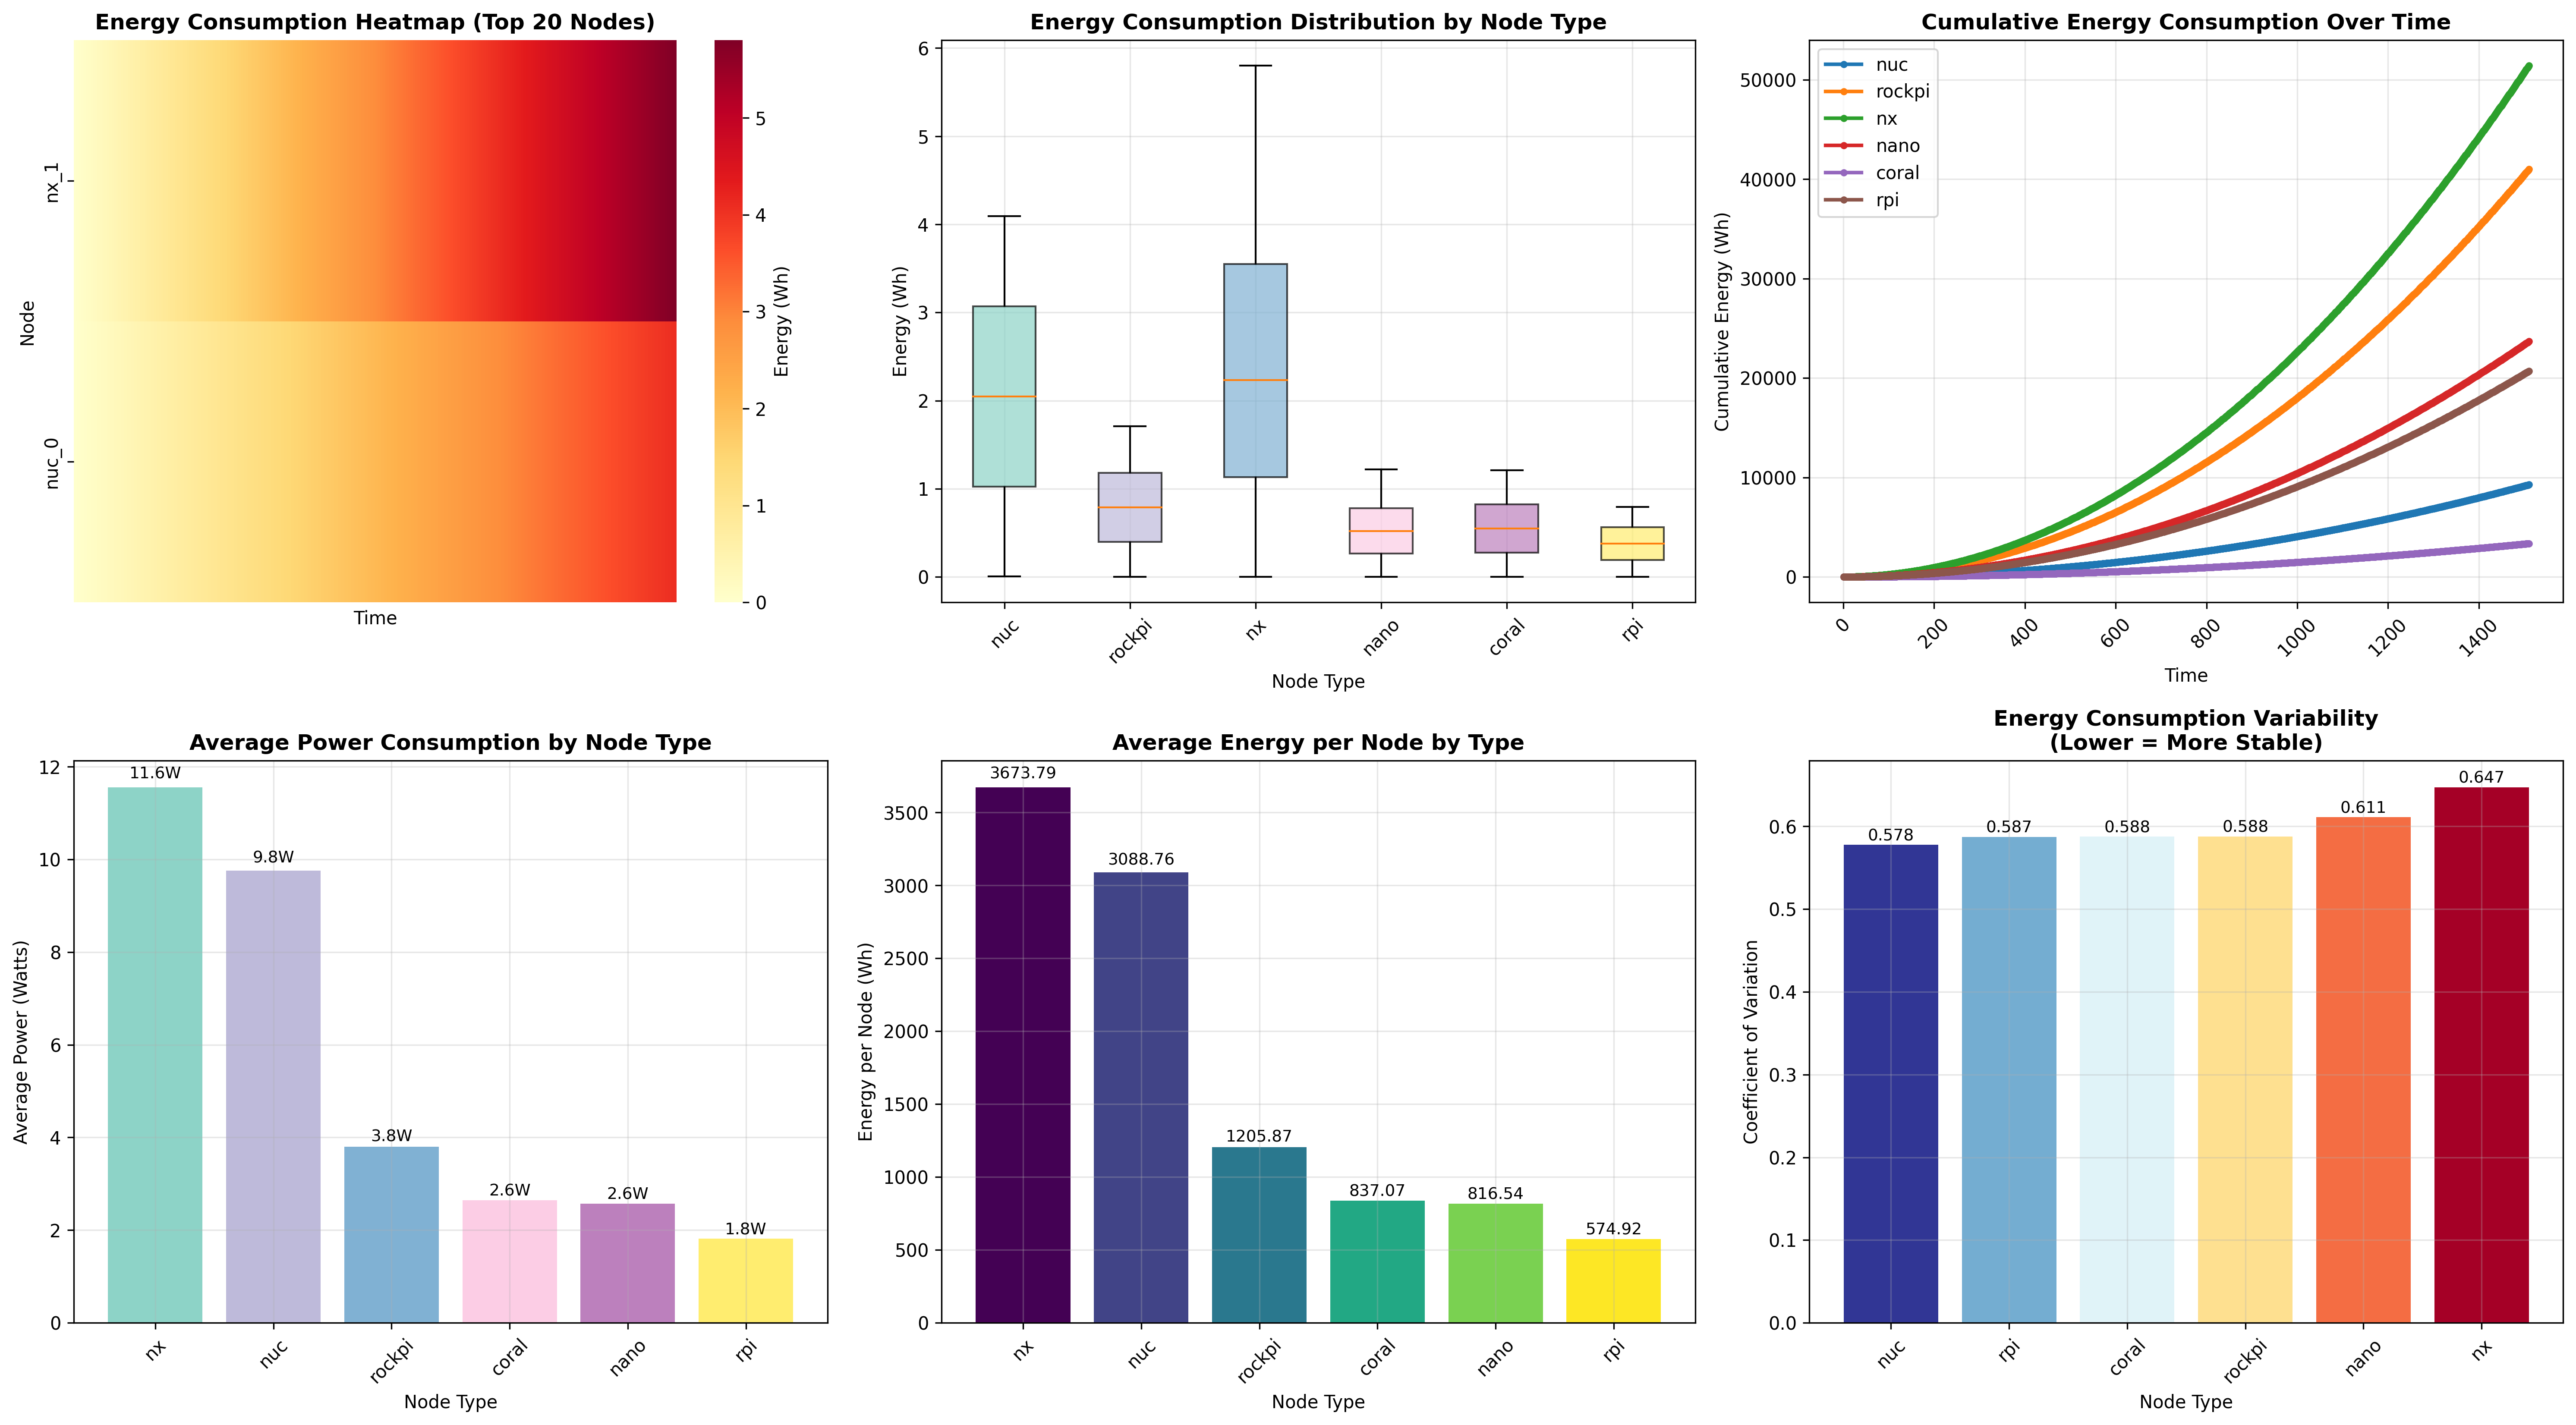 Energy Consumption Heatmap (Top 20 Nodes)
Node
nx_1
nuc_0
Time
5
4
3
2
1
0
Energy (Wh)
Energy Consumption Distribution by Node Type
Energy (Wh)
6
5
4
3
2
1
0
nuc
rockpi
nx
nano
coral
rpi
Node Type
Cumulative Energy Consumption Over Time
nuc
rockpi
nx
nano
coral
rpi
Cumulative Energy (Wh)
50000
40000
30000
20000
10000
0
0
200
400
600
800
1000
1200
1400
Time
Average Power Consumption by Node Type
Average Power (Watts)
12
10
8
6
4
2
0
11.6W
9.8W
3.8W
2.6W
2.6W
1.8W
nx
nuc
rockpi
coral
nano
rpi
Node Type
Average Energy per Node by Type
Energy per Node (Wh)
3500
3000
2500
2000
1500
1000
500
0
3673.79
3088.76
1205.87
837.07
816.54
574.92
nx
nuc
rockpi
coral
nano
rpi
Node Type
Energy Consumption Variability
(Lower = More Stable)
Coefficient of Variation
0.6
0.5
0.4
0.3
0.2
0.1
0.0
0.578
0.587
0.588
0.588
0.611
0.647
nuc
rpi
coral
rockpi
nano
nx
Node Type